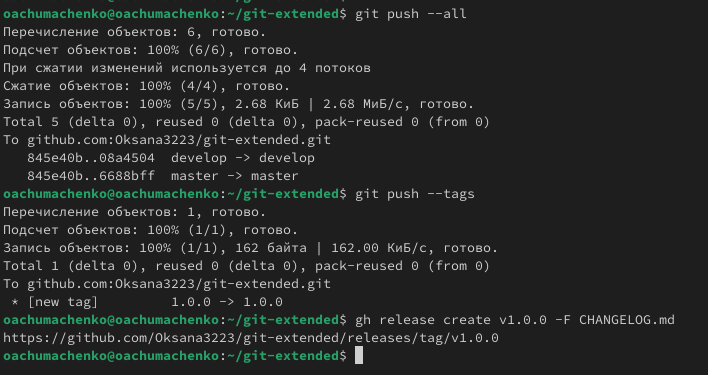 oachumachenko@oachumachenko:~/git-extended$ git push --all
Перечисление объектов: 6, готово.
Подсчет объектов: 100% (6/6), готово.
При сжатии изменений используется до 4 потоков
Сжатие объектов: 100% (4/4), готово.
Запись объектов: 100% (5/5), 2.68 КиБ | 2.68 МиБ/с, готово.
Total 5 (delta 0), reused 0 (delta 0), pack-reused 0 (from 0)
To github.com:Oksana3223/git-extended.git
   845e40b..08a4504  develop -> develop
   845e40b..6688bff  master -> master
oachumachenko@oachumachenko:~/git-extended$ git push --tags
Перечисление объектов: 1, готово.
Подсчет объектов: 100% (1/1), готово.
Запись объектов: 100% (1/1), 162 байта | 162.00 КиБ/с, готово.
Total 1 (delta 0), reused 0 (delta 0), pack-reused 0 (from 0)
To github.com:Oksana3223/git-extended.git
 * [new tag]         1.0.0 -> 1.0.0
oachumachenko@oachumachenko:~/git-extended$ gh release create v1.0.0 -F CHANGELOG.md
https://github.com/Oksana3223/git-extended/releases/tag/v1.0.0
oachumachenko@oachumachenko:~/git-extended$